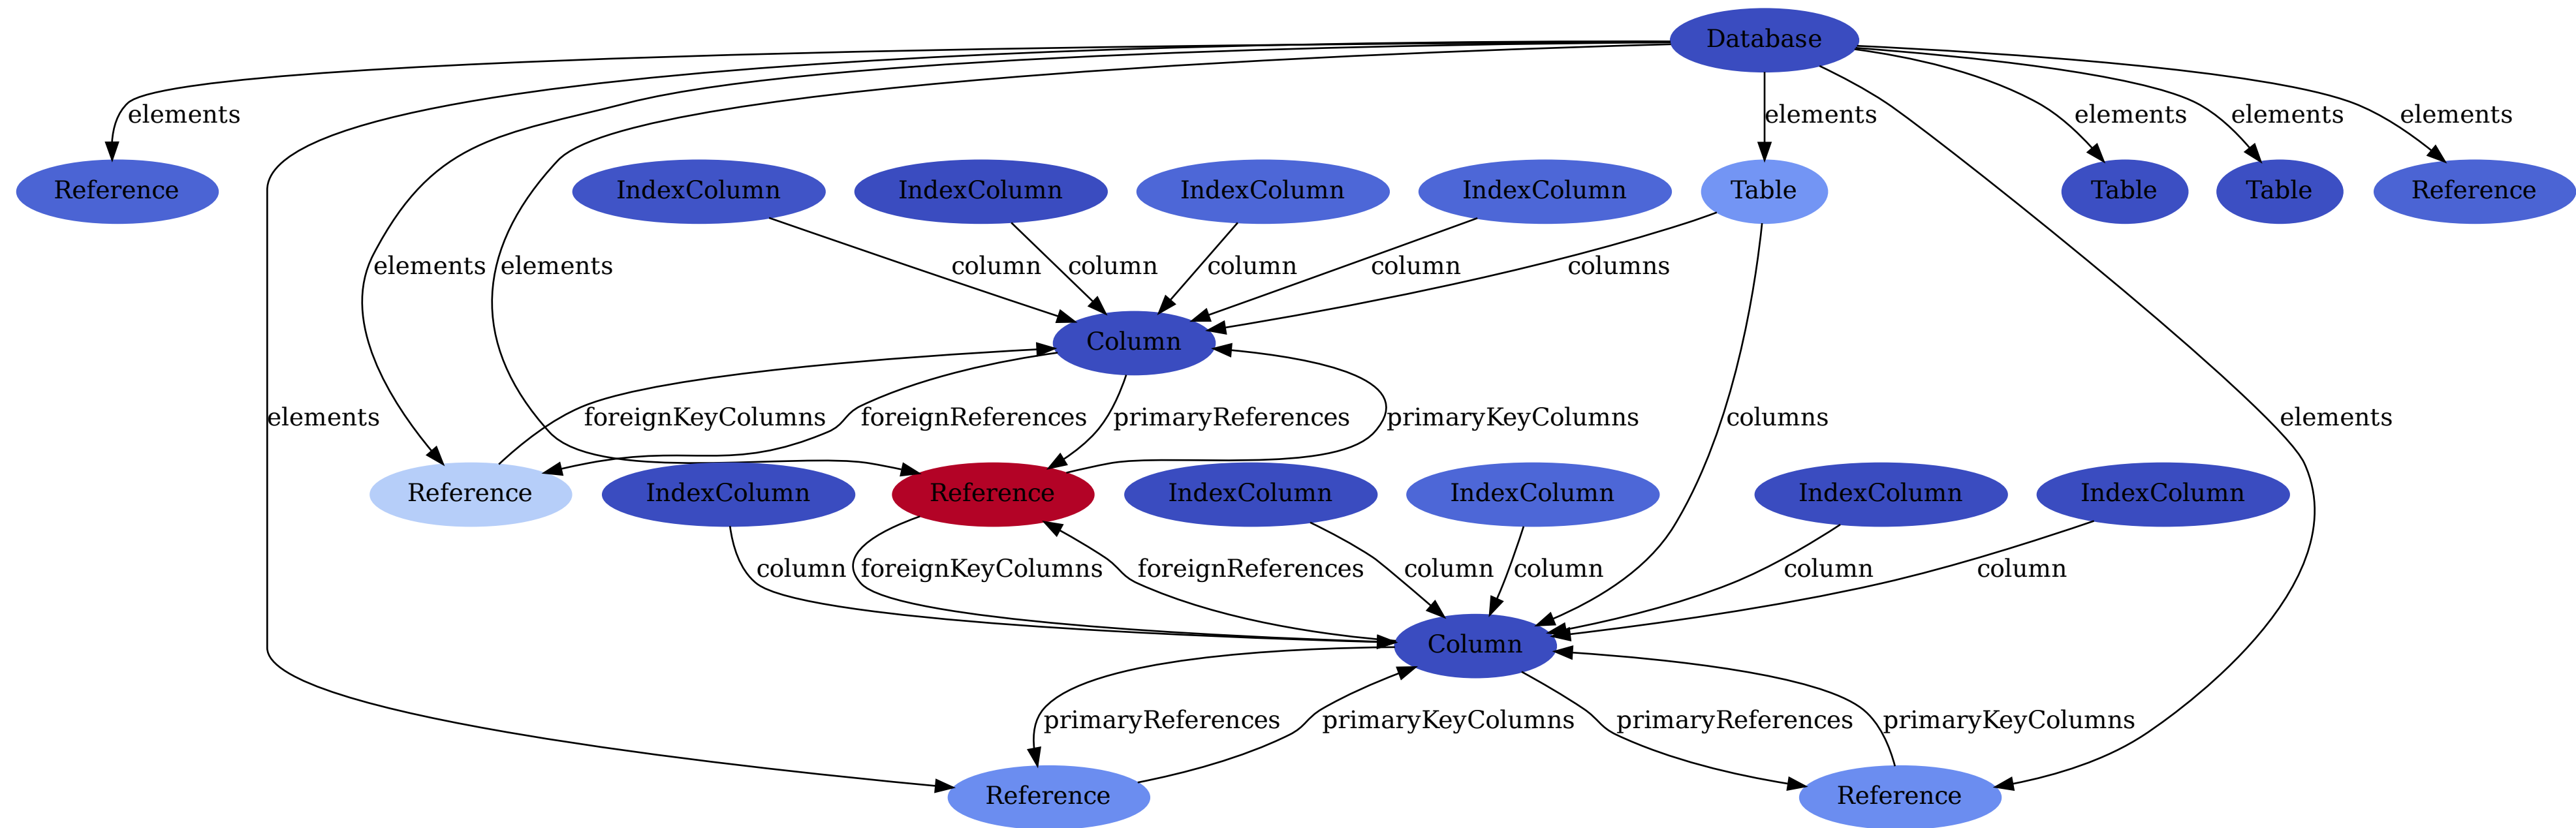 Database
elements
elements
elements
elements
elements
Reference
IndexColumn
IndexColumn
IndexColumn
IndexColumn
Table
Table
Table
Reference
elements
elements
column
column
column
column
columns
Column
elements
foreignKeyColumns
foreignReferences
primaryReferences
primaryKeyColumns
columns
elements
Reference
IndexColumn
Reference
IndexColumn
IndexColumn
IndexColumn
IndexColumn
column
foreignKeyColumns
foreignReferences
column
column
column
column
Column
primaryReferences
primaryKeyColumns
primaryReferences
primaryKeyColumns
Reference
Reference